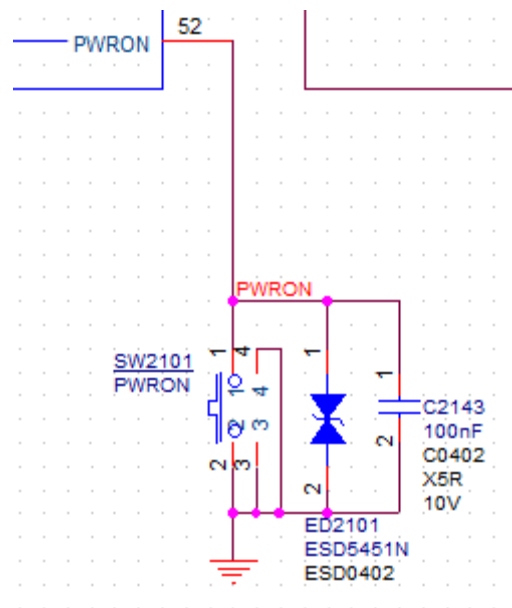 52
PWRON
PWRON
1
4
SW2101
PWRON
1
4
2
3
2
3
1
2
1
2
C2143
100nF
C0402
X5R
10V
ED2101
ESD5451N
ESD0402